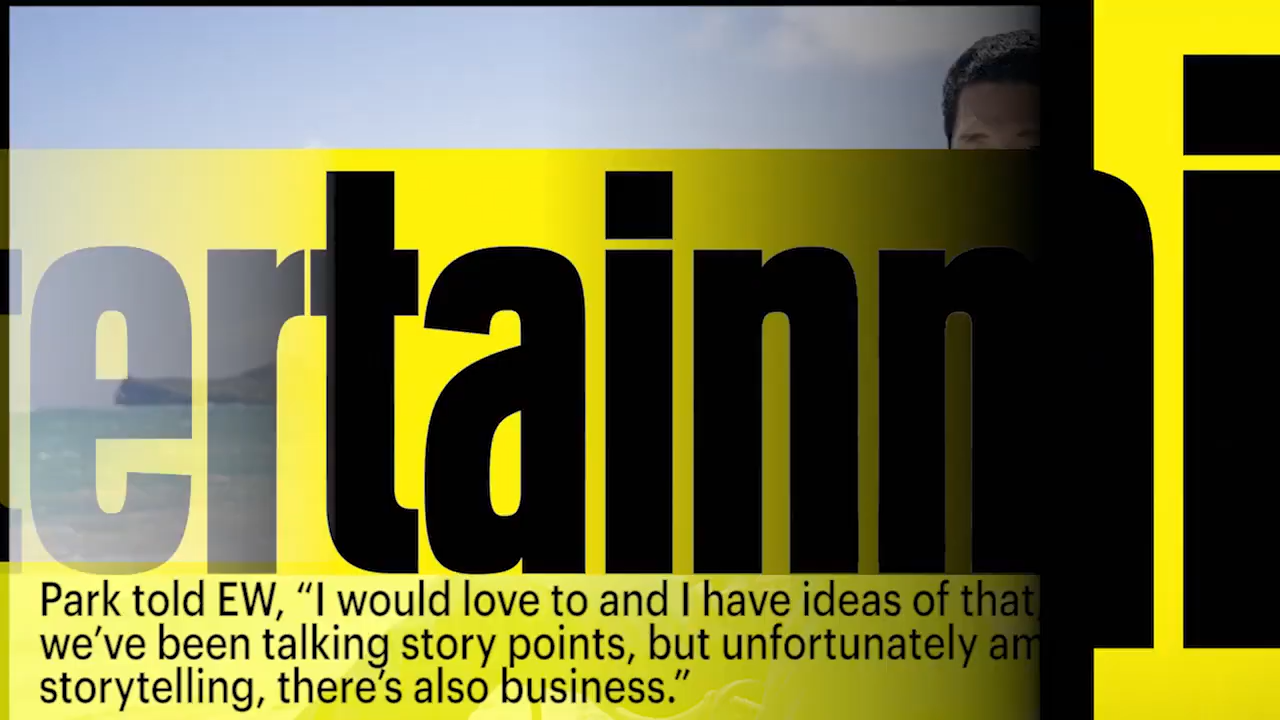 tertainm
Park told EW, “I would love to and I have ideas of that,
we’ve been talking story points, but unfortunately am
storytelling, there’s also business.”